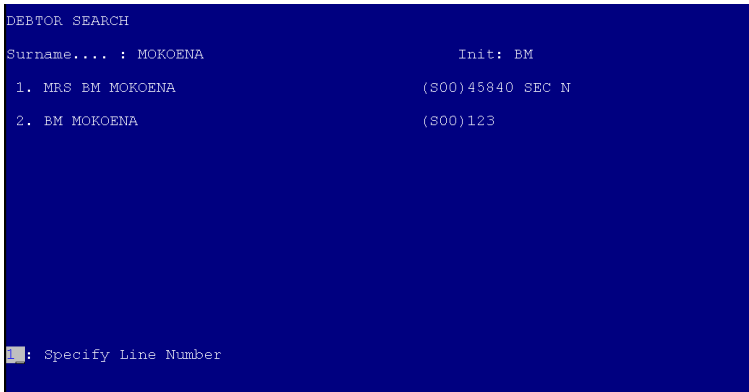 DEBTOR SEARCH
Surname.... : MOKOENA Init: BM
1. MRS BM MOKOENA (S00)45840 SEC N
2. BM MOKOENA (S00)123
1_: Specify Line Number